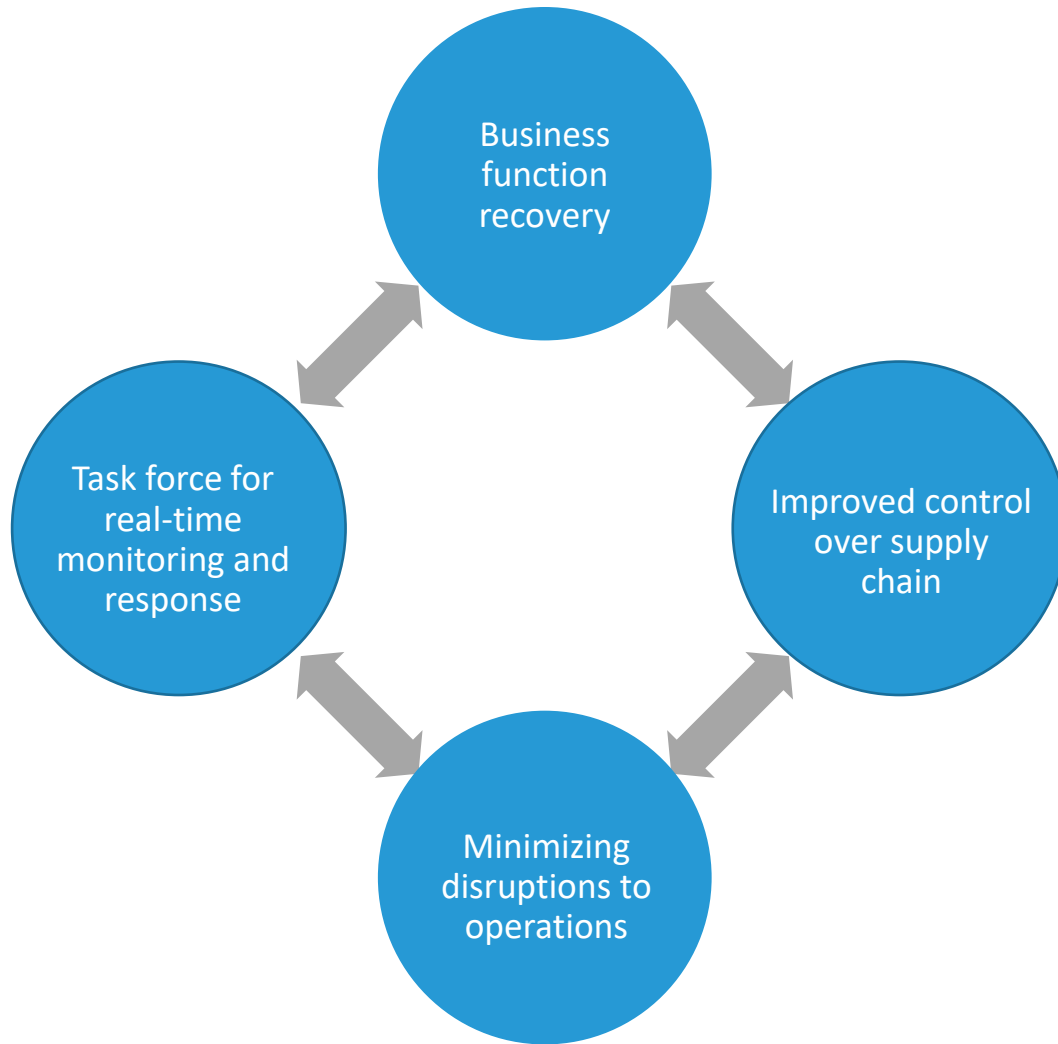 Business
function
recovery
Task force for
real-time
monitoring and
response
Improved control
over supply
chain
Minimizing
disruptions to
operations